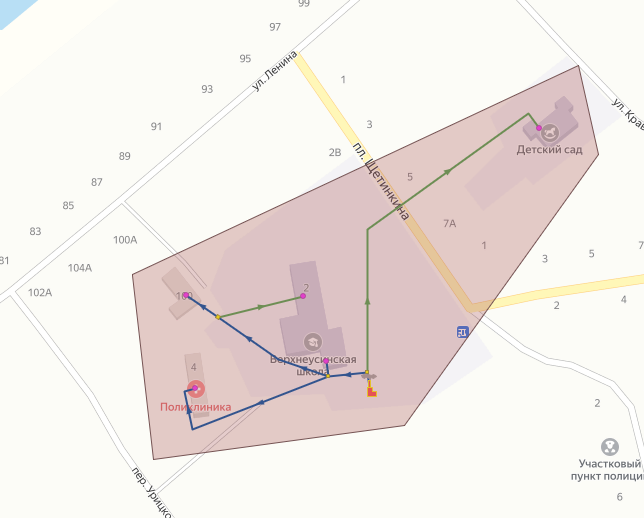 99
97
ул. Ленина
95
93
1
91
3
2В
пл. Щетинкина
89
87
85
83
81
5
Детский сад
7А
1
3
5
7
100А
104А
102А
2
4
2
Верхнеусинская
школа
4
Поликлиника
1
2
Участковый
пункт полиции
6
пер. Урицко
ул. Крав